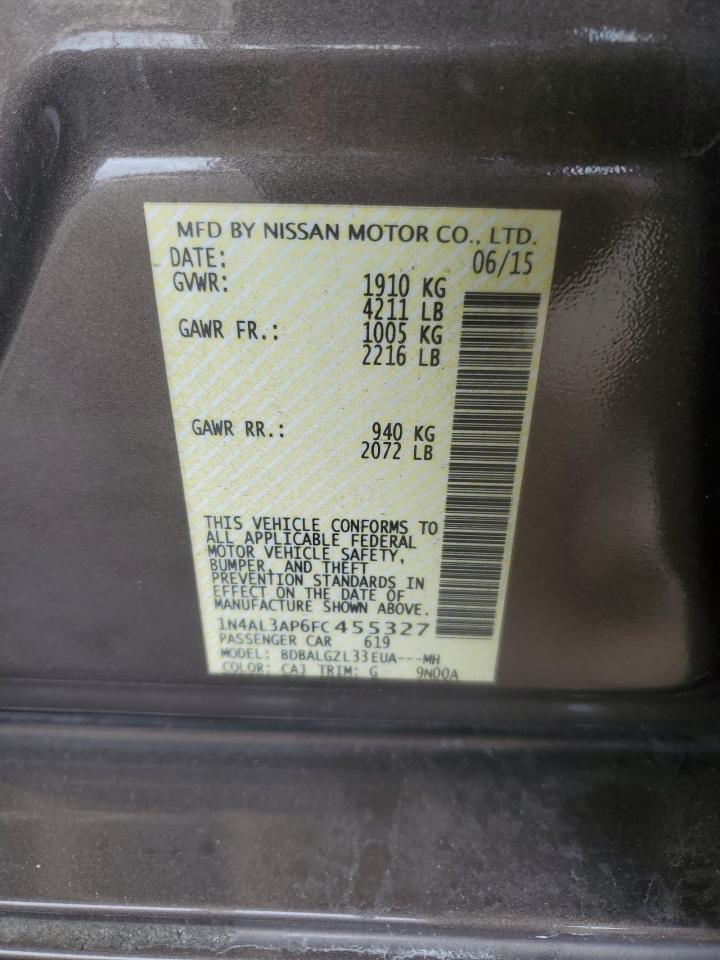 MFD BY NISSAN MOTOR CO., LTD.
DATE: 06/15
GVWR: 1910 KG
4211 LB
GAWR FR.: 1005 KG
2216 LB
GAWR RR.: 940 KG
2072 LB
THIS VEHICLE CONFORMS TO
ALL APPLICABLE FEDERAL
MOTOR VEHICLE SAFETY,
BUMPER, AND THEFT
PREVENTION STANDARDS IN
EFFECT ON THE DATE OF
MANUFACTURE SHOWN ABOVE.
1N4AL3AP6FC455327
PASSENGER CAR 619
MODEL: BDBALGZL33EUA---MH
COLOR: CAJ TRIM: G 9N00A